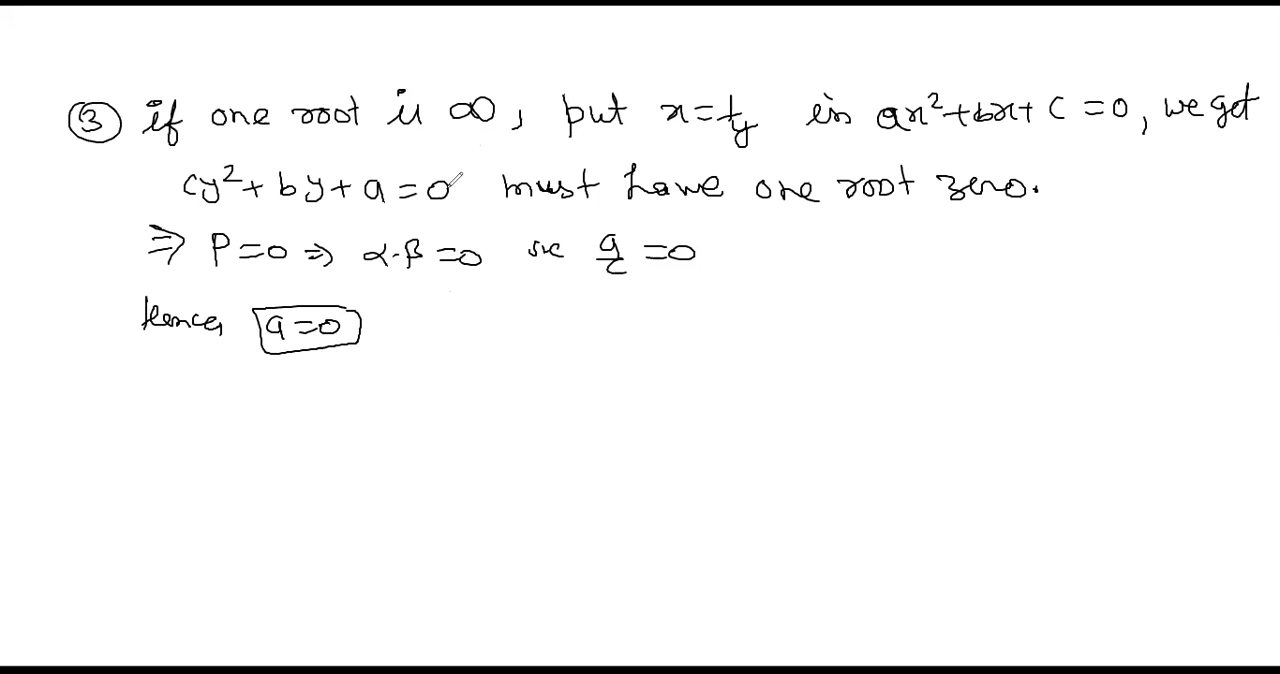 ③ if one root is ∞, put x = 1/y in ax² + bx + c = 0, we get
cy² + by + a = 0 must have one root zero.
⇒ P = 0 ⇒ α·β = 0 a/c = 0
Hence, a = 0